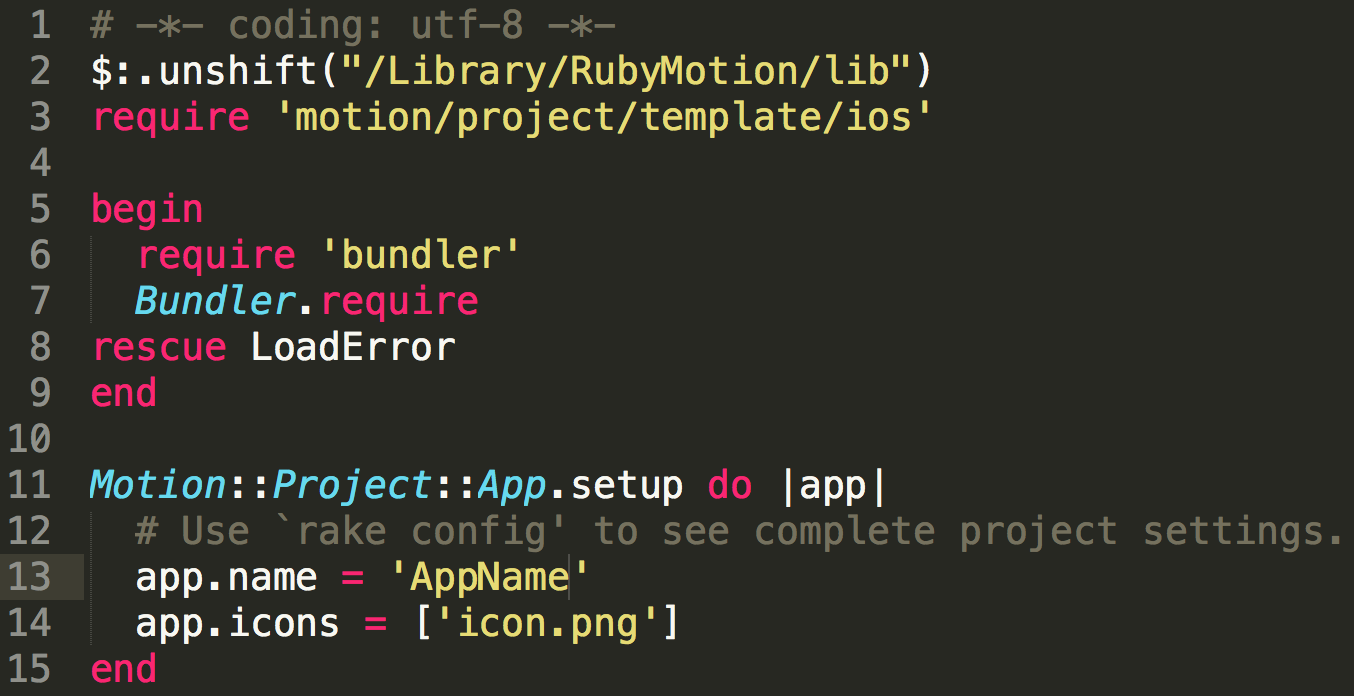 1 # -*- coding: utf-8 -*-
2 $:.unshift("/Library/RubyMotion/lib")
3 require 'motion/project/template/ios'
4
5 begin
6   require 'bundler'
7   Bundler.require
8 rescue LoadError
9 end
10
11 Motion::Project::App.setup do |app|
12   # Use `rake config' to see complete project settings.
13   app.name = 'AppName'
14   app.icons = ['icon.png']
15 end